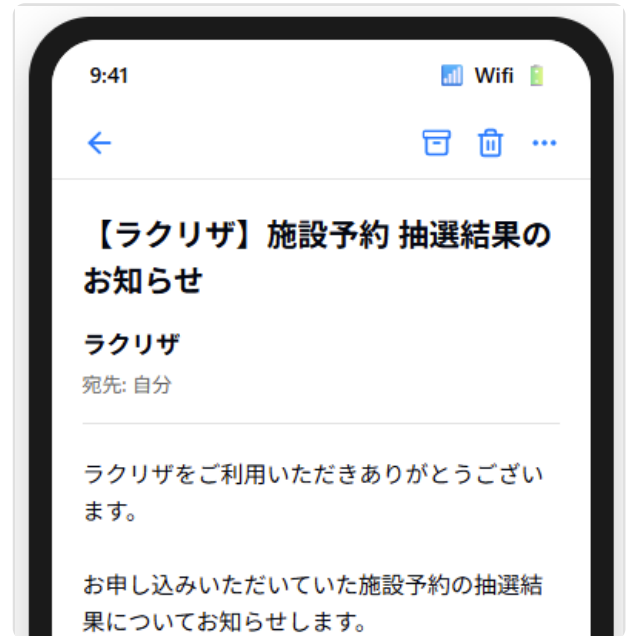 9:41 Wifi
【ラクリザ】施設予約 抽選結果の
お知らせ
ラクリザ
宛先: 自分
ラクリザをご利用いただきありがとうござい
ます。
お申し込みいただいていた施設予約の抽選結
果についてお知らせします。